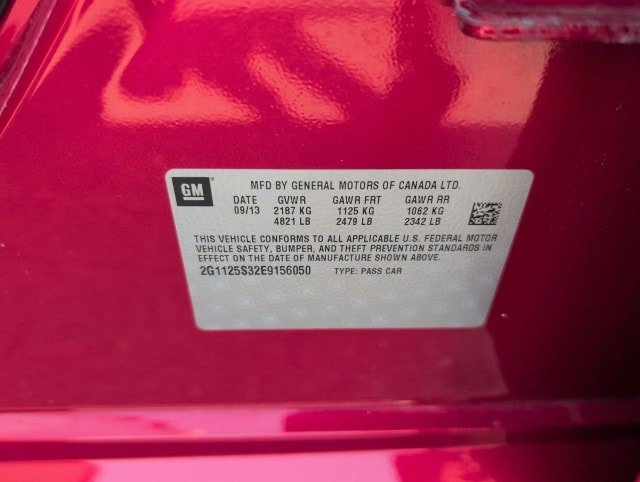 GM
MFD BY GENERAL MOTORS OF CANADA LTD.
DATE GVWR GAWR FRT GAWR RR
09/13 2187 KG 1125 KG 1062 KG
4821 LB 2479 LB 2342 LB
THIS VEHICLE CONFORMS TO ALL APPLICABLE U.S. FEDERAL MOTOR
VEHICLE SAFETY, BUMPER, AND THEFT PREVENTION STANDARDS IN
EFFECT ON THE DATE OF MANUFACTURE SHOWN ABOVE.
2G1125S32E9156050 TYPE: PASS CAR